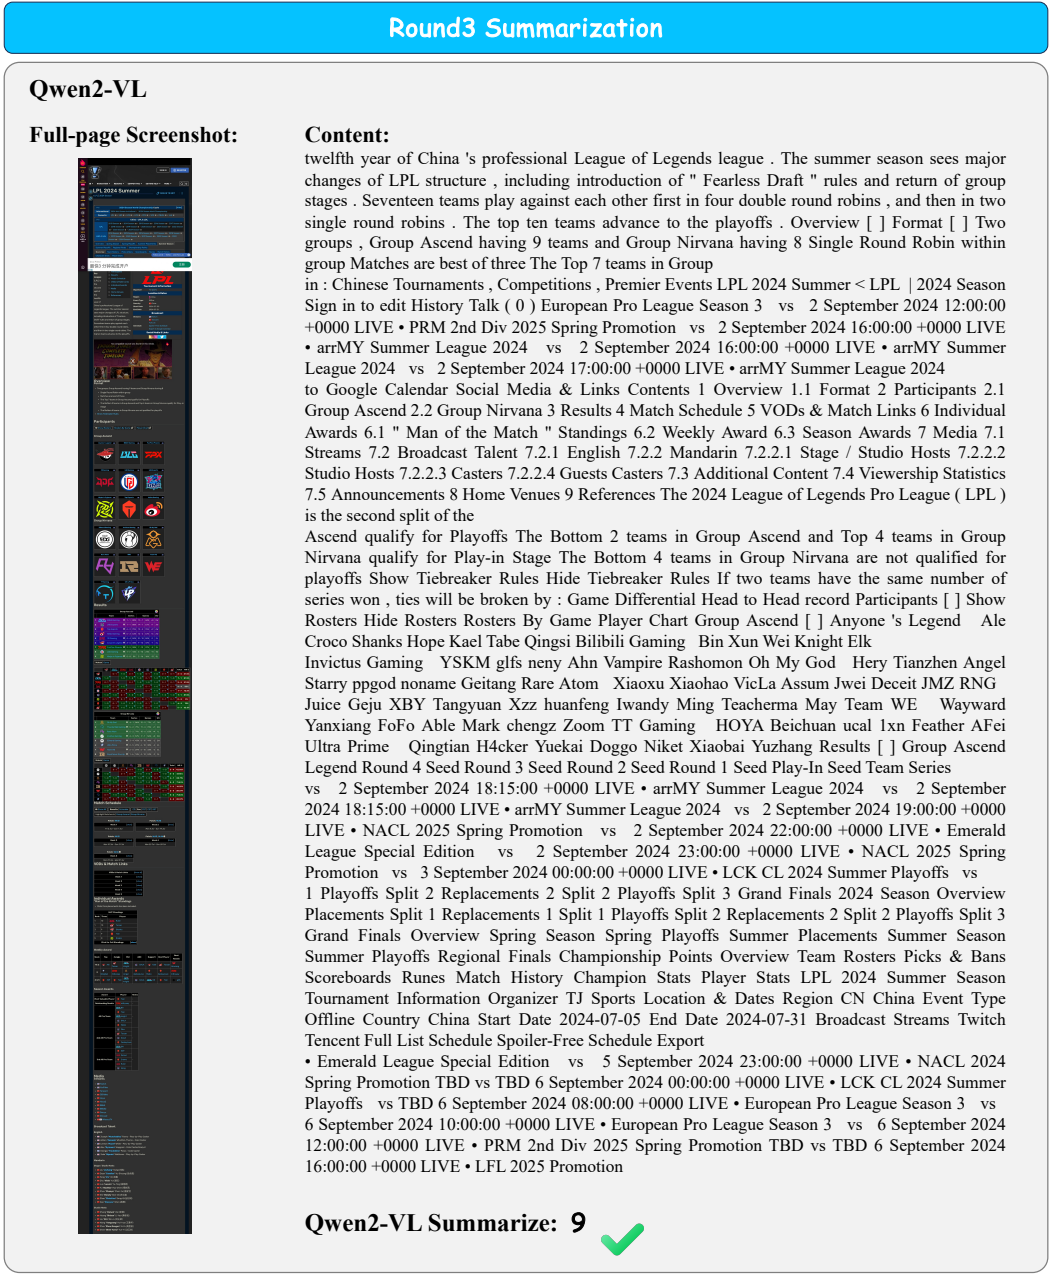 Round3 Summarization
Qwen2-VL
Full-page Screenshot:
Content:
twelfth year of China 's professional League of Legends league . The summer season sees major
changes of LPL structure , including introduction of " Fearless Draft " rules and return of group
stages . Seventeen teams play against each other first in four double round robins , and then in two
single round robins . The top ten teams advance to the playoffs . Overview [ ] Format [ ] Two
groups , Group Ascend having 9 teams and Group Nirvana having 8 Single Round Robin within
group Matches are best of three The Top 7 teams in Group
in : Chinese Tournaments , Competitions , Premier Events LPL 2024 Summer < LPL | 2024 Season
Sign in to edit History Talk ( 0 ) European Pro League Season 3 vs 2 September 2024 12:00:00
+0000 LIVE • PRM 2nd Div 2025 Spring Promotion vs 2 September 2024 16:00:00 +0000 LIVE
• arrMY Summer League 2024 vs 2 September 2024 16:00:00 +0000 LIVE • arrMY Summer
League 2024 vs 2 September 2024 17:00:00 +0000 LIVE • arrMY Summer League 2024
to Google Calendar Social Media & Links Contents 1 Overview 1.1 Format 2 Participants 2.1
Group Ascend 2.2 Group Nirvana 3 Results 4 Match Schedule 5 VODs & Match Links 6 Individual
Awards 6.1 " Man of the Match " Standings 6.2 Weekly Award 6.3 Season Awards 7 Media 7.1
Streams 7.2 Broadcast Talent 7.2.1 English 7.2.2 Mandarin 7.2.2.1 Stage / Studio Hosts 7.2.2.2
Studio Hosts 7.2.2.3 Casters 7.2.2.4 Guests Casters 7.3 Additional Content 7.4 Viewership Statistics
7.5 Announcements 8 Home Venues 9 References The 2024 League of Legends Pro League ( LPL )
is the second split of the
Ascend qualify for Playoffs The Bottom 2 teams in Group Ascend and Top 4 teams in Group
Nirvana qualify for Play-in Stage The Bottom 4 teams in Group Nirvana are not qualified for
playoffs Show Tiebreaker Rules Hide Tiebreaker Rules If two teams have the same number of
series won , ties will be broken by : Game Differential Head to Head record Participants [ ] Show
Rosters Hide Rosters Rosters By Game Player Chart Group Ascend [ ] Anyone 's Legend Ale
Croco Shanks Hope Kael Tabe Qingsi Bilibili Gaming Bin Xun Wei Knight Elk
Invictus Gaming YSKM glfs neny Ahn Vampire Rashomon Oh My God Hery Tianzhen Angel
Starry ppgod noname Geitang Rare Atom Xiaoxu Xiaohao VicLa Assum Jwei Deceit JMZ RNG
Juice Geju XBY Tangyuan Xzz huanfeng Iwandy Ming Teacherma May Team WE Wayward
Yanxiang FoFo Able Mark chengz Zoom TT Gaming HOYA Beichuan ucal 1xn Feather AFei
Ultra Prime Qingtian H4cker Yuekai Doggo Niket Xiaobai Yuzhang Results [ ] Group Ascend
Legend Round 4 Seed Round 3 Seed Round 2 Seed Round 1 Seed Play-In Seed Team Series
vs 2 September 2024 18:15:00 +0000 LIVE • arrMY Summer League 2024 vs 2 September
2024 18:15:00 +0000 LIVE • arrMY Summer League 2024 vs 2 September 2024 19:00:00 +0000
LIVE • NACL 2025 Spring Promotion vs 2 September 2024 22:00:00 +0000 LIVE • Emerald
League Special Edition vs 2 September 2024 23:00:00 +0000 LIVE • NACL 2025 Spring
Promotion vs 3 September 2024 00:00:00 +0000 LIVE • LCK CL 2024 Summer Playoffs vs
1 Playoffs Split 2 Replacements 2 Split 2 Playoffs Split 3 Grand Finals 2024 Season Overview
Placements Split 1 Replacements 1 Split 1 Playoffs Split 2 Replacements 2 Split 2 Playoffs Split 3
Grand Finals Overview Spring Season Spring Playoffs Summer Placements Summer Season
Summer Playoffs Regional Finals Championship Points Overview Team Rosters Picks & Bans
Scoreboards Runes Match History Champion Stats Player Stats LPL 2024 Summer Season
Tournament Information Organizer TJ Sports Location & Dates Region CN China Event Type
Offline Country China Start Date 2024-07-05 End Date 2024-07-31 Broadcast Streams Twitch
Tencent Full List Schedule Spoiler-Free Schedule Export
• Emerald League Special Edition vs 5 September 2024 23:00:00 +0000 LIVE • NACL 2024
Spring Promotion TBD vs TBD 6 September 2024 00:00:00 +0000 LIVE • LCK CL 2024 Summer
Playoffs vs TBD 6 September 2024 08:00:00 +0000 LIVE • European Pro League Season 3 vs
6 September 2024 10:00:00 +0000 LIVE • European Pro League Season 3 vs 6 September 2024
12:00:00 +0000 LIVE • PRM 2nd Div 2025 Spring Promotion TBD vs TBD 6 September 2024
16:00:00 +0000 LIVE • LFL 2025 Promotion
Qwen2-VL Summarize: 9
LPL 2024 Summer
LPL
Overview
Participants
Results
Match Schedule
VODs & Match Links
Individual Awards
Media